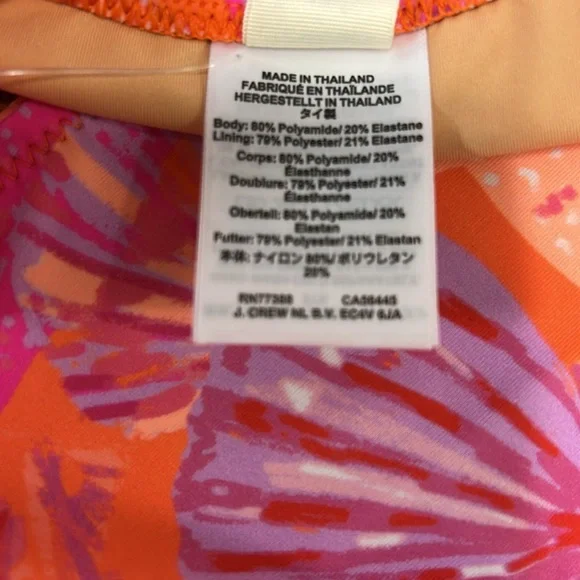 MADE IN THAILAND
FABRIQUÉ EN THAÏLANDE
HERGESTELLT IN THAILAND
タイ製
Body: 80% Polyamide/ 20% Elastane
Lining: 79% Polyester/ 21% Elastane
Corps: 80% Polyamide/ 20%
Élasthanne
Doublure: 79% Polyester/ 21%
Élasthanne
Oberteil: 80% Polyamide/ 20%
Elastan
Futter: 79% Polyester/ 21% Elastan
本体: ナイロン 80%/ ポリウレタン
20%
RN77388 CA56445
J. CREW NL B.V. EC4V 6JA